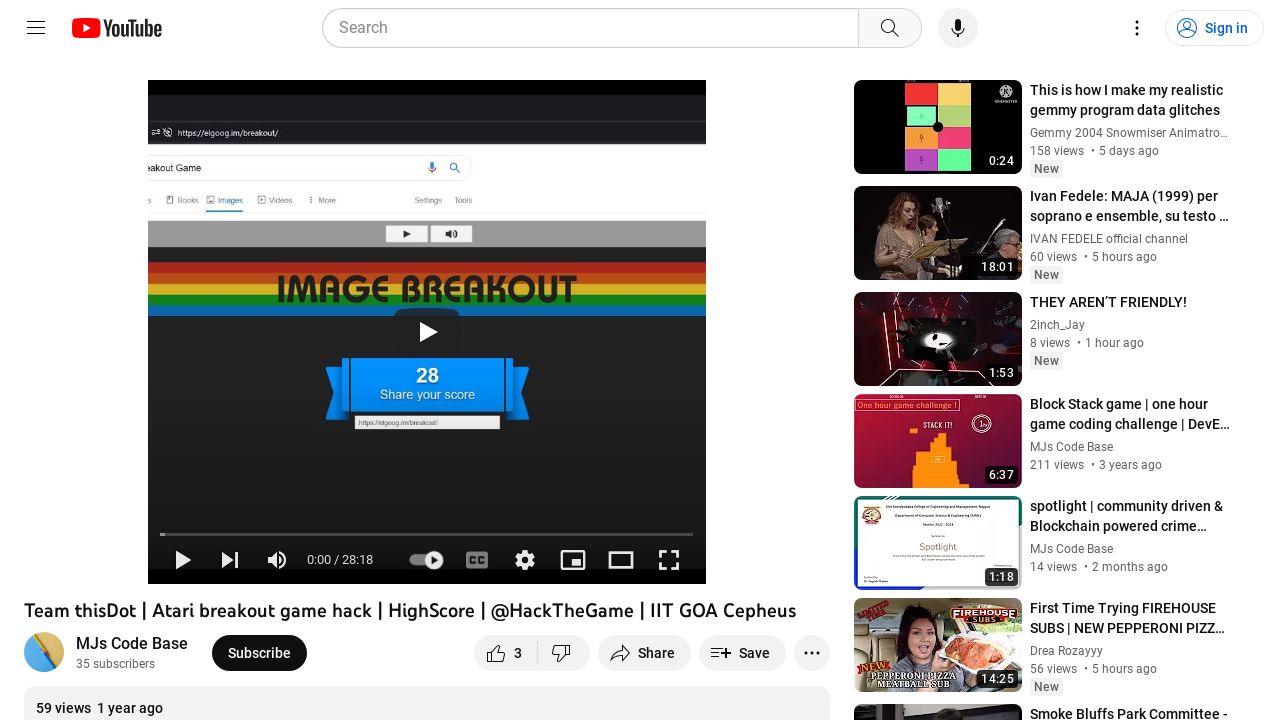 YouTube
Search
Sign in
https://elgoog.im/breakout/
eakout Game
Books
Images
Videos
More
Settings
Tools
IMAGE BREAKOUT
28
Share your score
https://elgoog.im/breakout/
0:00 / 28:18
CC
Team thisDot | Atari breakout game hack | HighScore | @HackTheGame | IIT GOA Cepheus
MJs Code Base
35 subscribers
Subscribe
3
Share
Save
59 views 1 year ago
0:24
This is how I make my realistic
gemmy program data glitches
Gemmy 2004 Snowmiser Animatro...
158 views • 5 days ago
New
18:01
Ivan Fedele: MAJA (1999) per
soprano e ensemble, su testo ...
IVAN FEDELE official channel
60 views • 5 hours ago
New
1:53
THEY AREN'T FRIENDLY!
2inch_Jay
8 views • 1 hour ago
New
One hour game challenge !
STACK IT!
6:37
Block Stack game | one hour
game coding challenge | DevE...
MJs Code Base
211 views • 3 years ago
Spotlight
1:18
spotlight | community driven &
Blockchain powered crime...
MJs Code Base
14 views • 2 months ago
LIMITED TIME
FIREHOUSE
SUBS
NEW
PEPPERONI PIZZA
MEATBALL SUB
14:25
First Time Trying FIREHOUSE
SUBS | NEW PEPPERONI PIZZ...
Drea Rozayyy
56 views • 5 hours ago
New
Smoke Bluffs Park Committee -